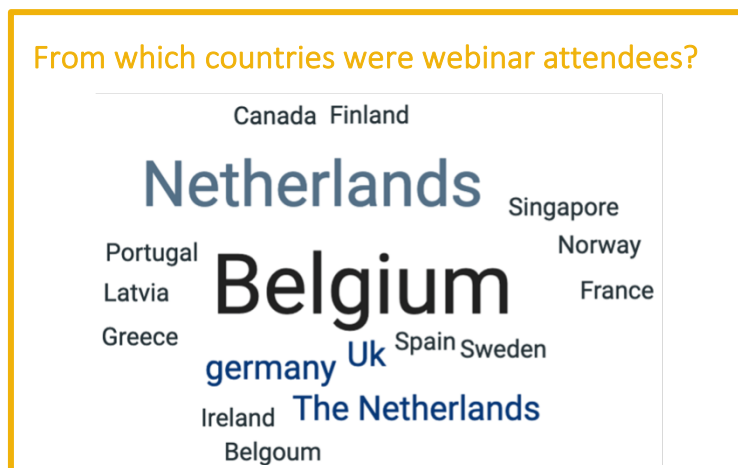 From which countries were webinar attendees?
Canada Finland
Netherlands
Singapore
Portugal
Norway
Belgium
Latvia
France
Greece
Spain
Sweden
Uk
germany
The Netherlands
Ireland
Belgoum